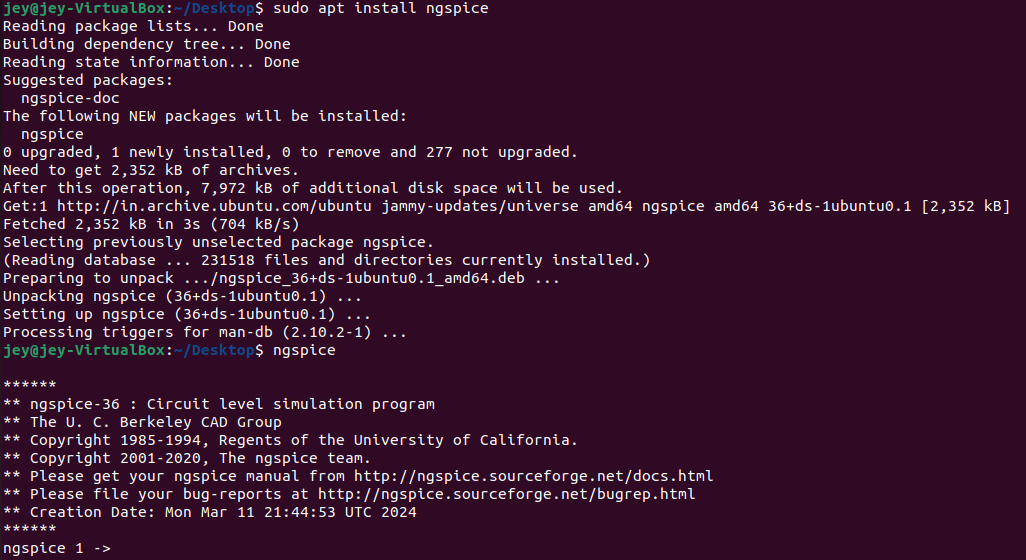 jey@jey-VirtualBox:~/Desktop$ sudo apt install ngspice
Reading package lists... Done
Building dependency tree... Done
Reading state information... Done
Suggested packages:
  ngspice-doc
The following NEW packages will be installed:
  ngspice
0 upgraded, 1 newly installed, 0 to remove and 277 not upgraded.
Need to get 2,352 kB of archives.
After this operation, 7,972 kB of additional disk space will be used.
Get:1 http://in.archive.ubuntu.com/ubuntu jammy-updates/universe amd64 ngspice amd64 36+ds-1ubuntu0.1 [2,352 kB]
Fetched 2,352 kB in 3s (704 kB/s)
Selecting previously unselected package ngspice.
(Reading database ... 231518 files and directories currently installed.)
Preparing to unpack .../ngspice_36+ds-1ubuntu0.1_amd64.deb ...
Unpacking ngspice (36+ds-1ubuntu0.1) ...
Setting up ngspice (36+ds-1ubuntu0.1) ...
Processing triggers for man-db (2.10.2-1) ...
jey@jey-VirtualBox:~/Desktop$ ngspice

******
** ngspice-36 : Circuit level simulation program
** The U. C. Berkeley CAD Group
** Copyright 1985-1994, Regents of the University of California.
** Copyright 2001-2020, The ngspice team.
** Please get your ngspice manual from http://ngspice.sourceforge.net/docs.html
** Please file your bug-reports at http://ngspice.sourceforge.net/bugrep.html
** Creation Date: Mon Mar 11 21:44:53 UTC 2024
******
ngspice 1 ->